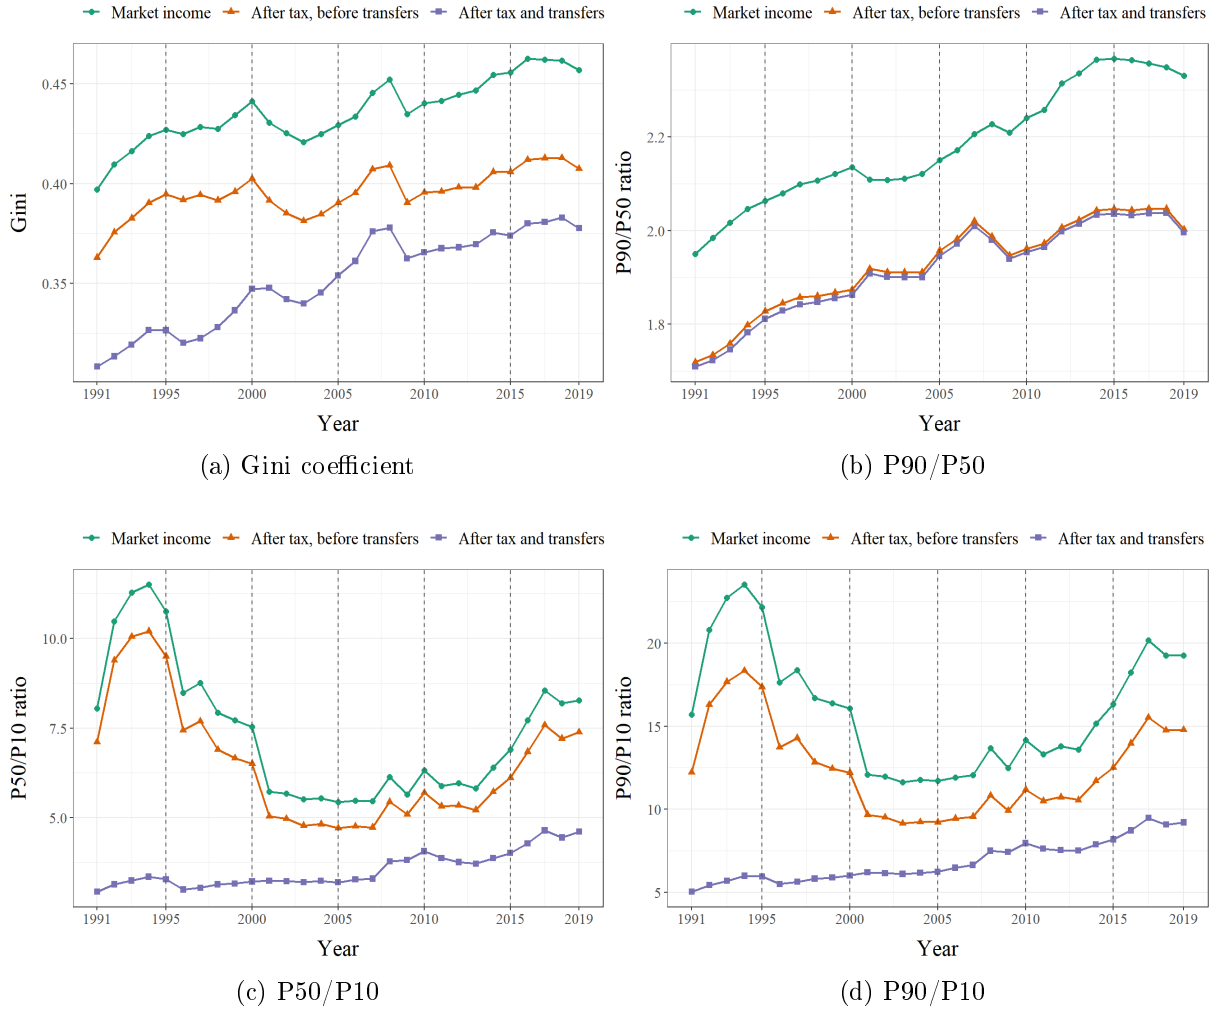 Market income After tax, before transfers After tax and transfers
Gini
0.45
0.40
0.35
1991 1995 2000 2005 2010 2015 2019
Year
(a) Gini coefficient
Market income After tax, before transfers After tax and transfers
P90/P50 ratio
2.2
2.0
1.8
1991 1995 2000 2005 2010 2015 2019
Year
(b) P90/P50
Market income After tax, before transfers After tax and transfers
P50/P10 ratio
10.0
7.5
5.0
1991 1995 2000 2005 2010 2015 2019
Year
(c) P50/P10
Market income After tax, before transfers After tax and transfers
P90/P10 ratio
20
15
10
5
1991 1995 2000 2005 2010 2015 2019
Year
(d) P90/P10